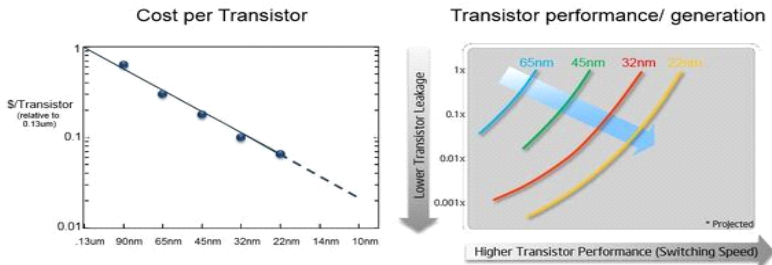 Cost per Transistor
1
$/Transistor
(relative to
0.13um)
0.1
0.01
.13um 90nm 65nm 45nm 32nm 22nm 14nm 10nm
Transistor performance/ generation
Lower Transistor Leakage
65nm 45nm 32nm 22nm
1x
0.1x
0.01x
0.001x
* Projected
Higher Transistor Performance (Switching Speed)